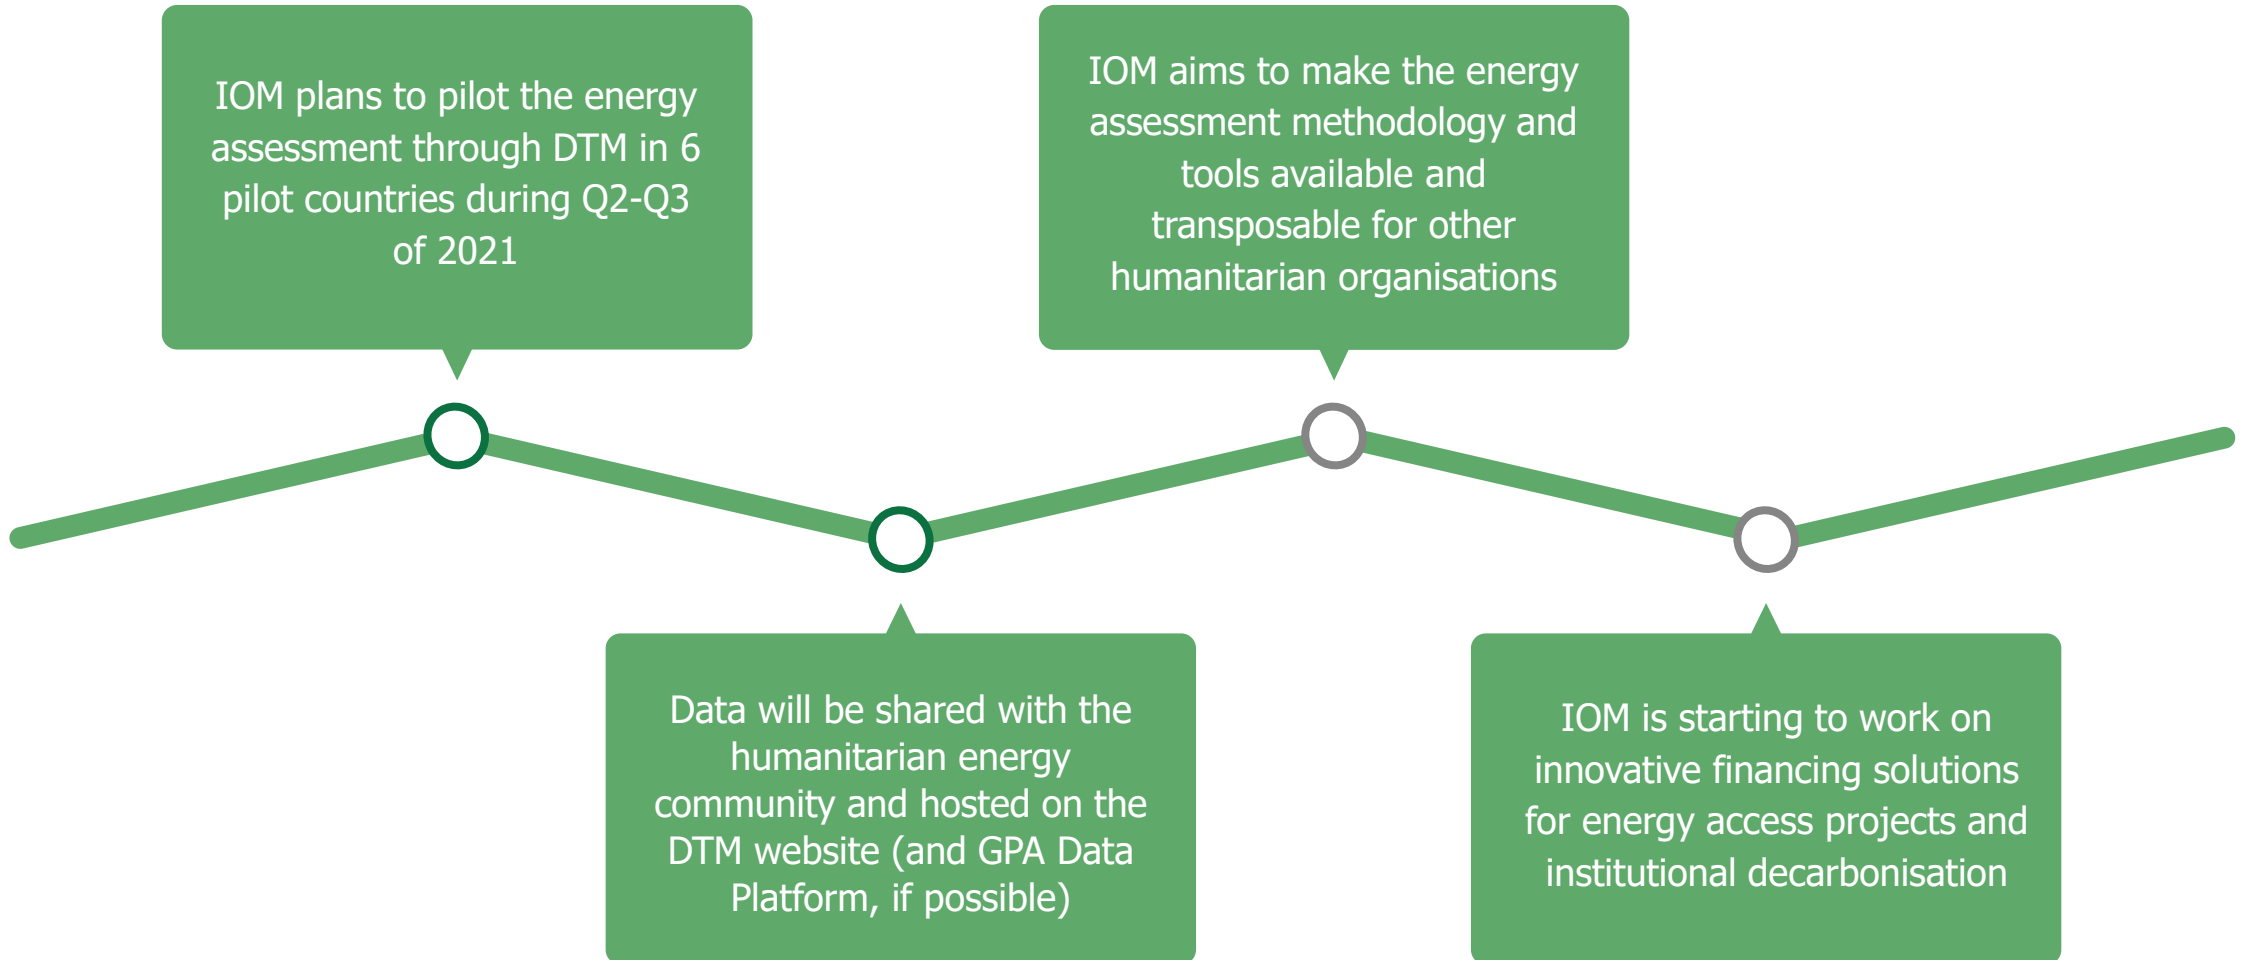 IOM plans to pilot the energy
assessment through DTM in 6
pilot countries during Q2-Q3
of 2021
Data will be shared with the
humanitarian energy
community and hosted on the
DTM website (and GPA Data
Platform, if possible)
IOM aims to make the energy
assessment methodology and
tools available and
transposable for other
humanitarian organisations
IOM is starting to work on
innovative financing solutions
for energy access projects and
institutional decarbonisation